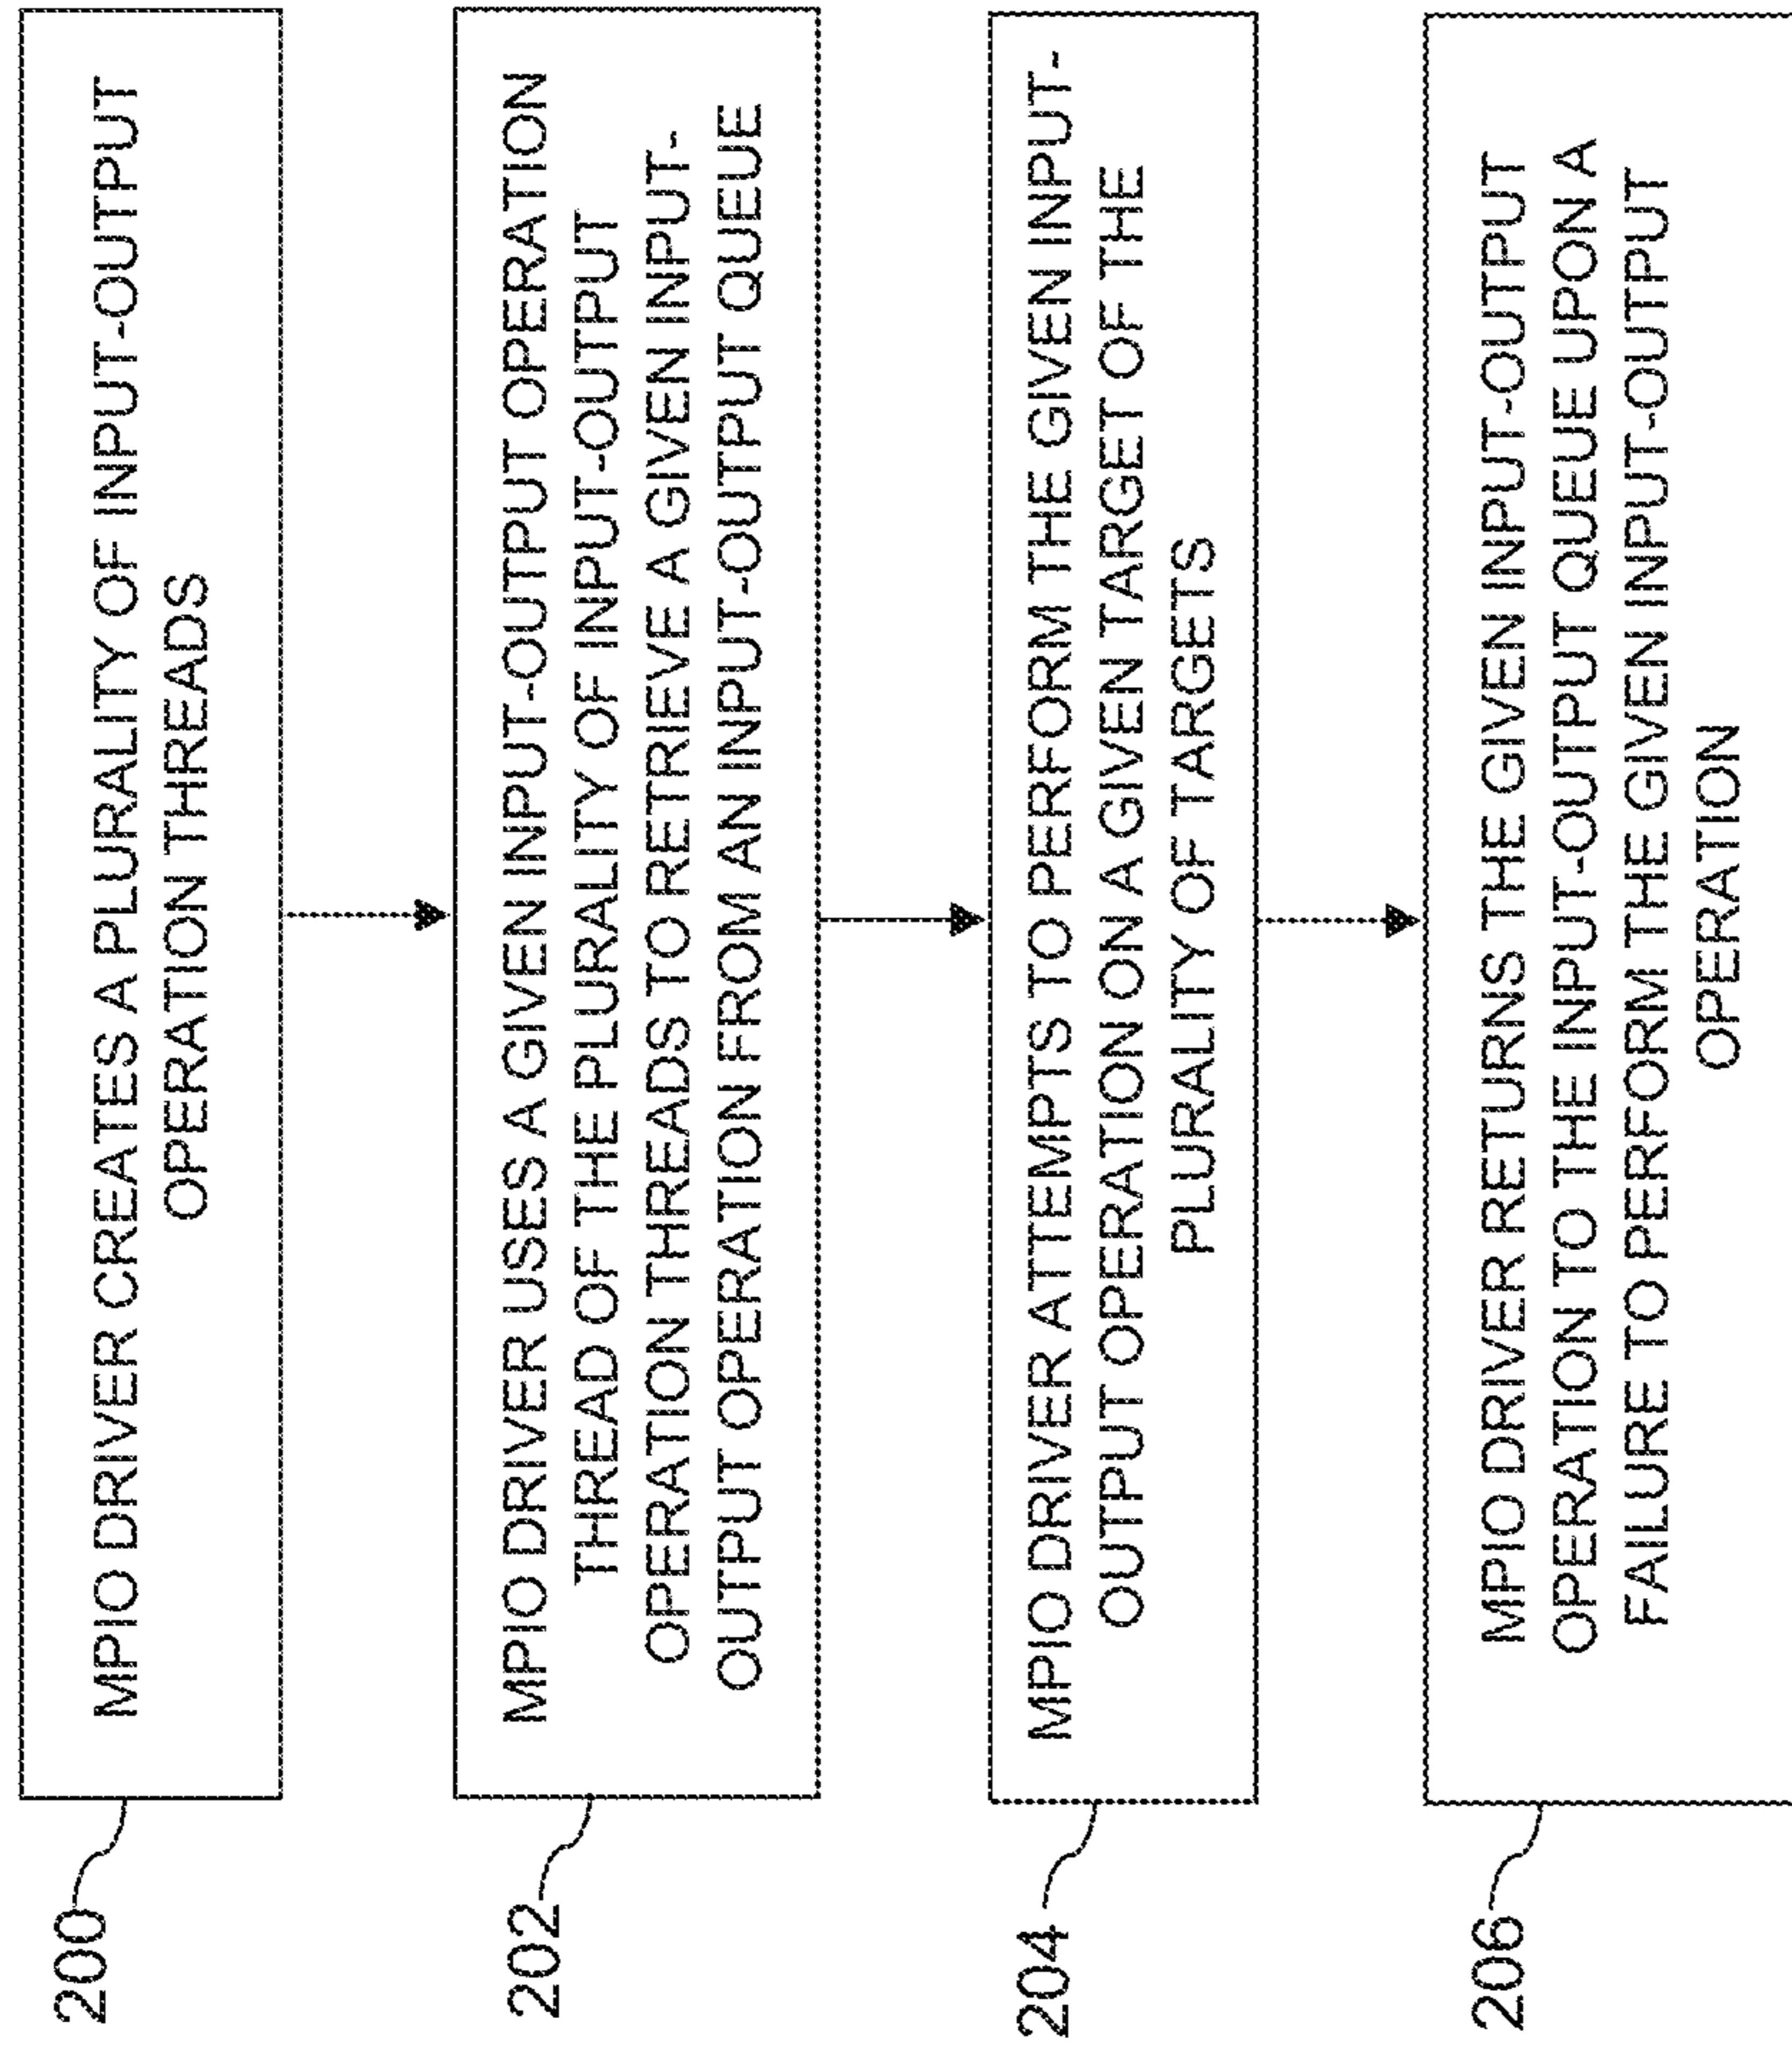 200
MPIO DRIVER CREATES A PLURALITY OF INPUT-OUTPUT
OPERATION THREADS
202
MPIO DRIVER USES A GIVEN INPUT-OUTPUT OPERATION
THREAD OF THE PLURALITY OF INPUT-OUTPUT
OPERATION THREADS TO RETRIEVE A GIVEN INPUT-
OUTPUT OPERATION FROM AN INPUT-OUTPUT QUEUE
204
MPIO DRIVER ATTEMPTS TO PERFORM THE GIVEN INPUT-
OUTPUT OPERATION ON A GIVEN TARGET OF THE
PLURALITY OF TARGETS
206
MPIO DRIVER RETURNS THE GIVEN INPUT-OUTPUT
OPERATION TO THE INPUT-OUTPUT QUEUE UPON A
FAILURE TO PERFORM THE GIVEN INPUT-OUTPUT
OPERATION